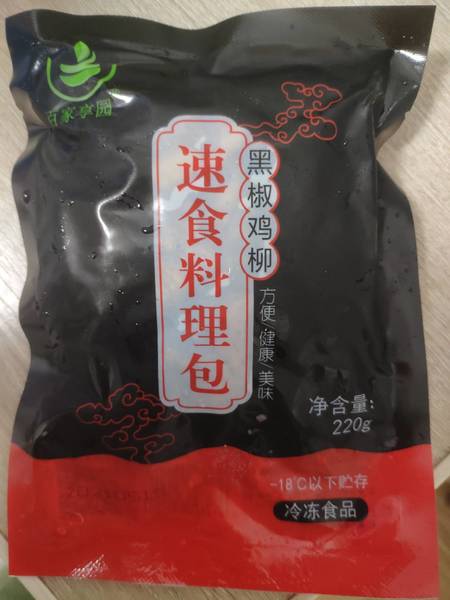 百家享园
速食料理包
黑椒鸡柳
方便/健康/美味
净含量:
220g
-18℃以下贮存
冷冻食品